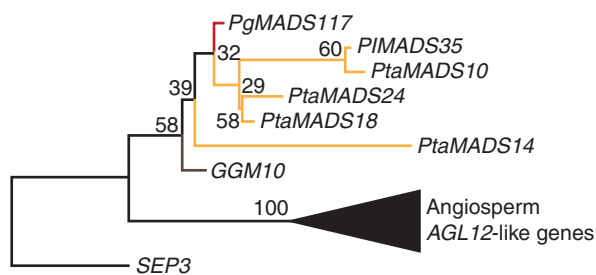 PgMADS117
32
60
PlMADS35
PtaMADS10
39
29
PtaMADS24
58
58
PtaMADS18
PtaMADS14
GGM10
100
Angiosperm
AGL12-like genes
SEP3